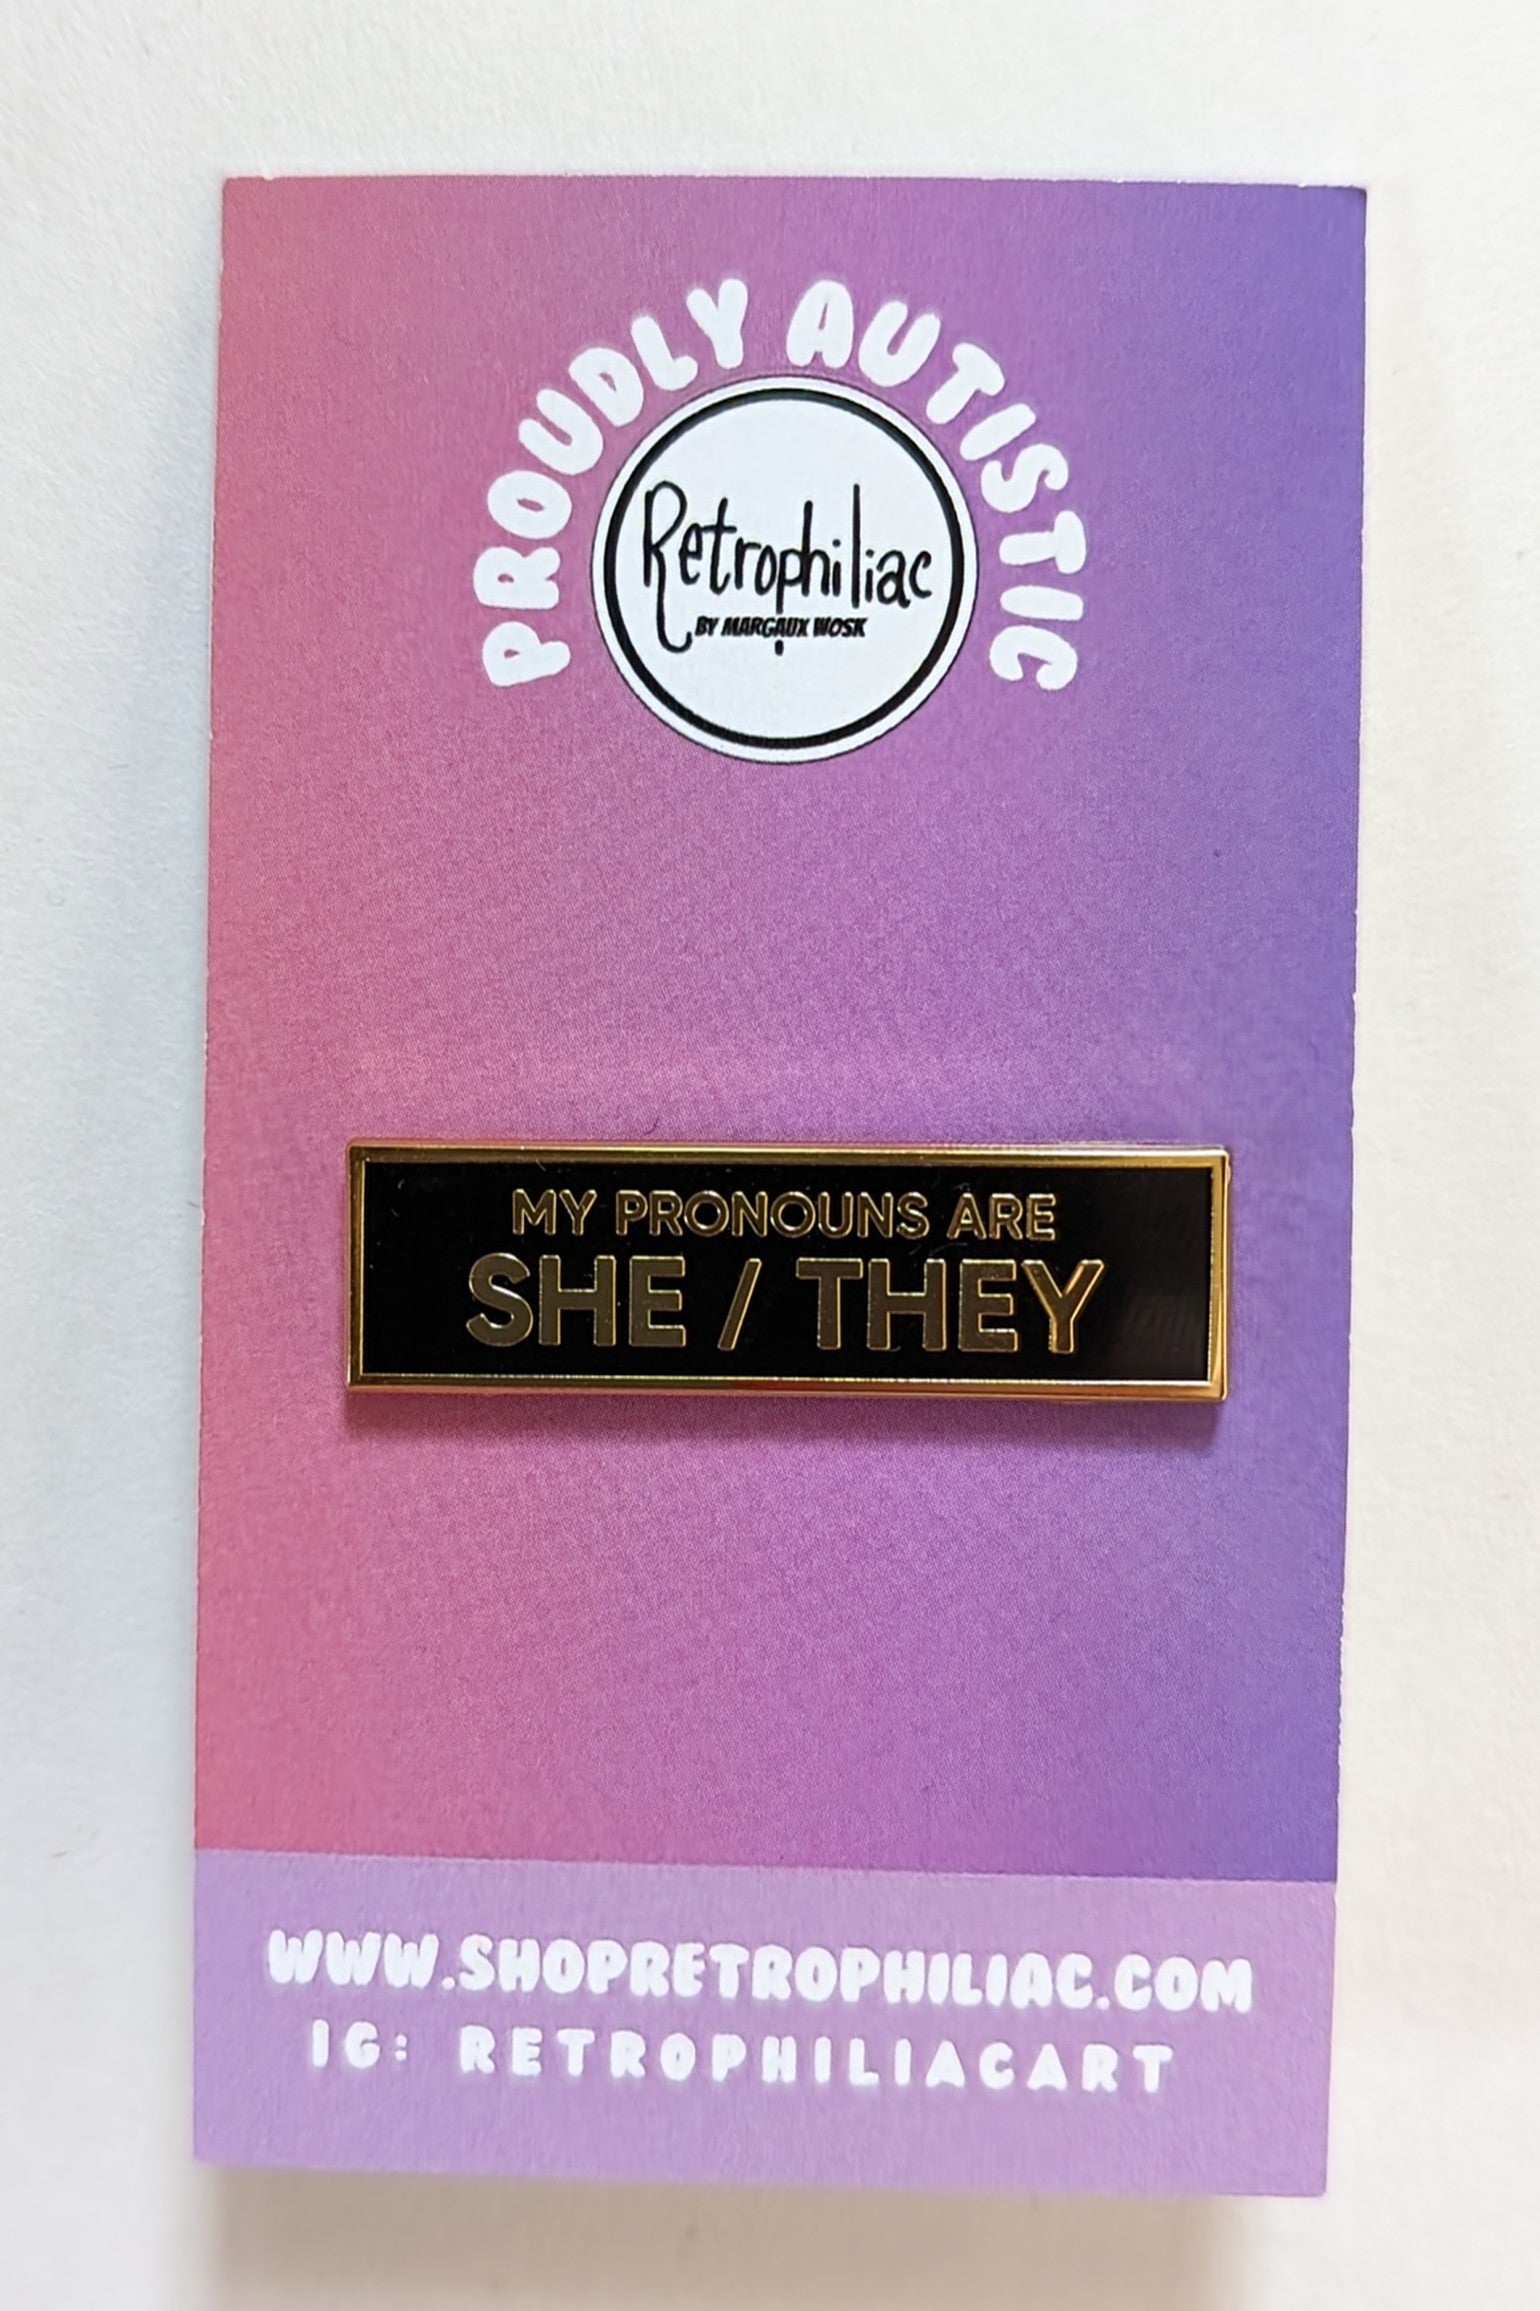 PROUDLY AUTISTIC
Retrophiliac
BY MARGAUX WOSK
MY PRONOUNS ARE
SHE / THEY
WWW.SHOPRETROPHILIAC.COM
IG: RETROPHILIACART